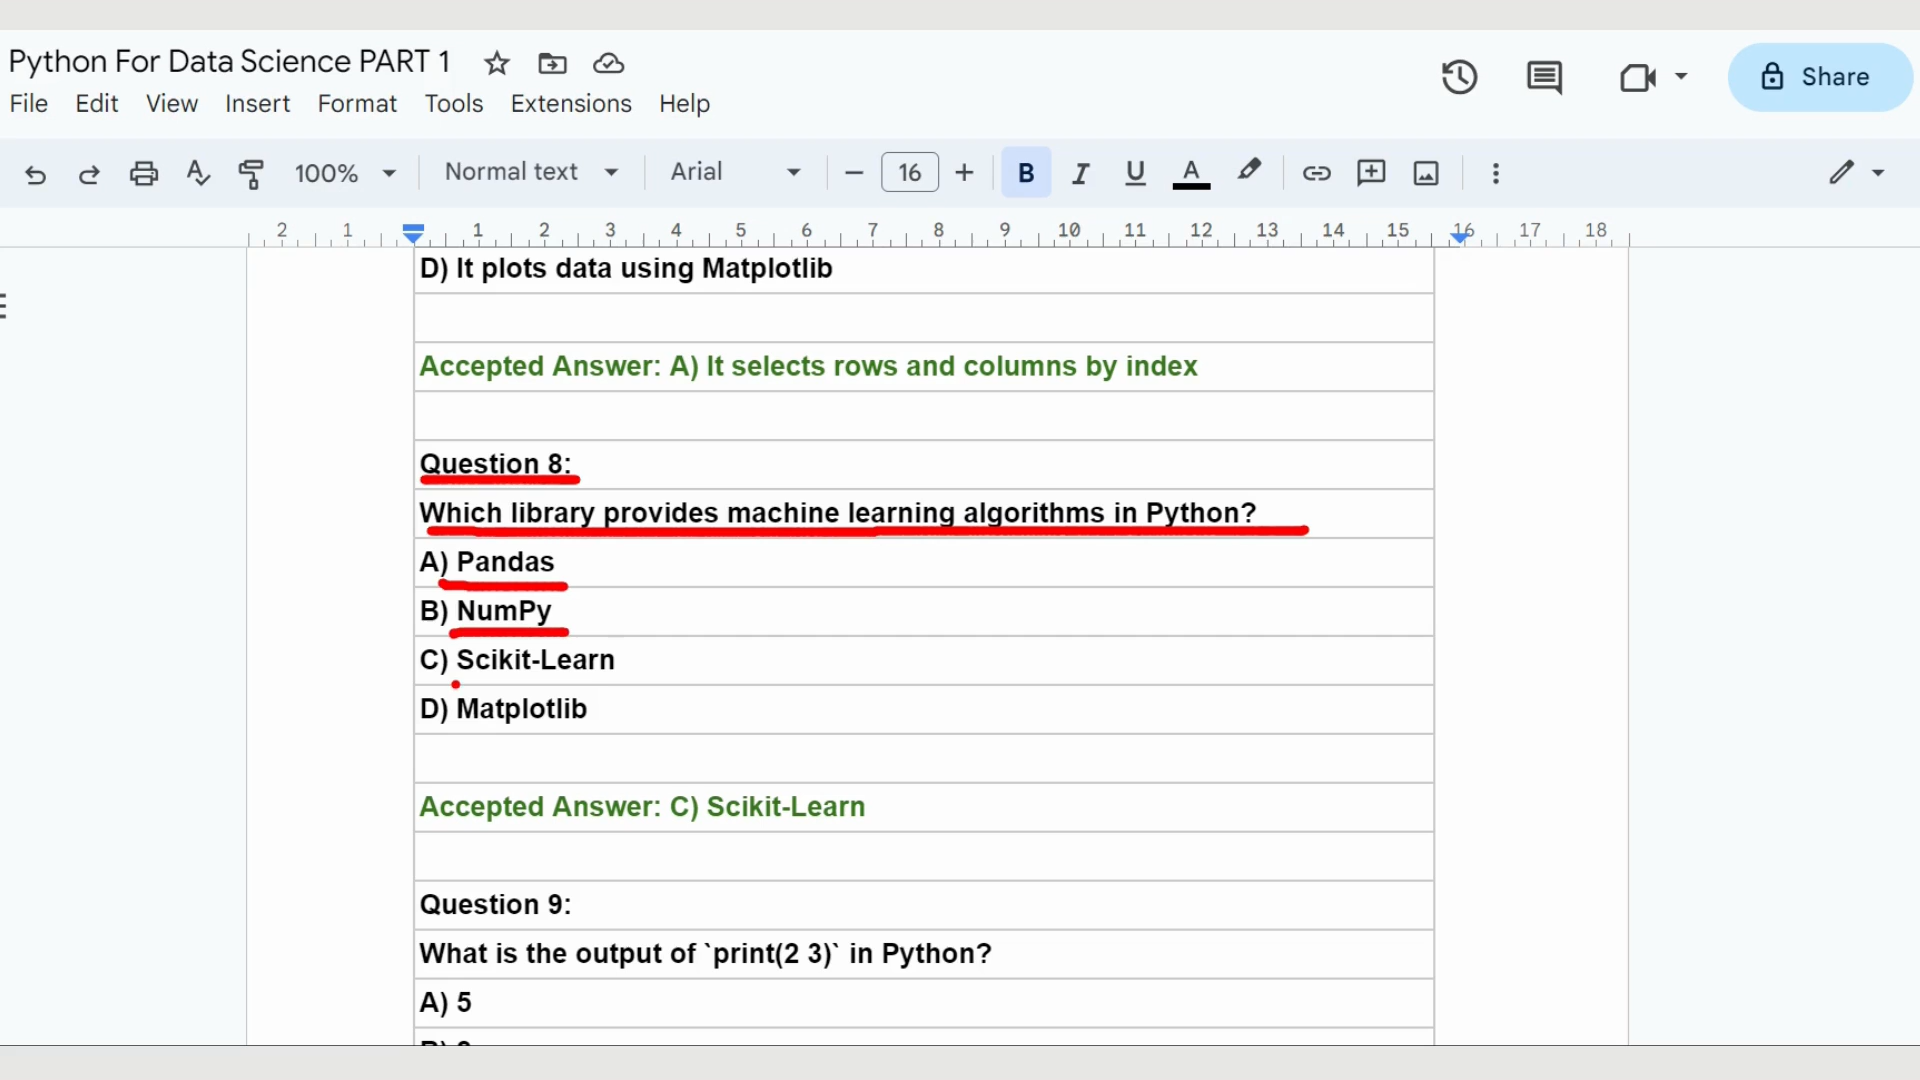 Python For Data Science PART 1
File Edit View Insert Format Tools Extensions Help
Share
100% Normal text Arial 16 B I U A
2 1 1 2 3 4 5 6 7 8 9 10 11 12 13 14 15 16 17 18
D) It plots data using Matplotlib
Accepted Answer: A) It selects rows and columns by index
Question 8:
Which library provides machine learning algorithms in Python?
A) Pandas
B) NumPy
C) Scikit-Learn
D) Matplotlib
Accepted Answer: C) Scikit-Learn
Question 9:
What is the output of `print(2 3)` in Python?
A) 5